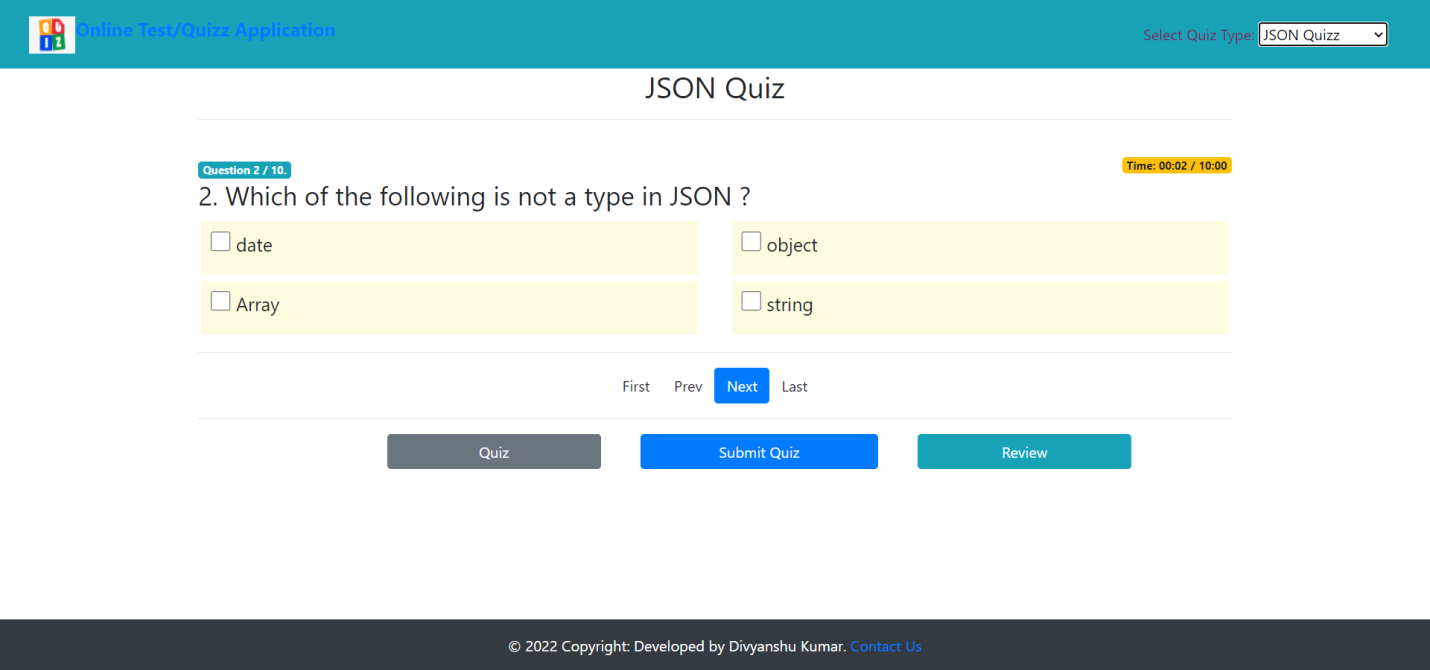 QUIZ
Online Test/Quizz Application
Select Quiz Type: JSON Quizz
JSON Quiz
Question 2 / 10.
Time: 00:02 / 10:00
2. Which of the following is not a type in JSON ?
date
object
Array
string
First Prev Next Last
Quiz Submit Quiz Review
© 2022 Copyright: Developed by Divyanshu Kumar. Contact Us